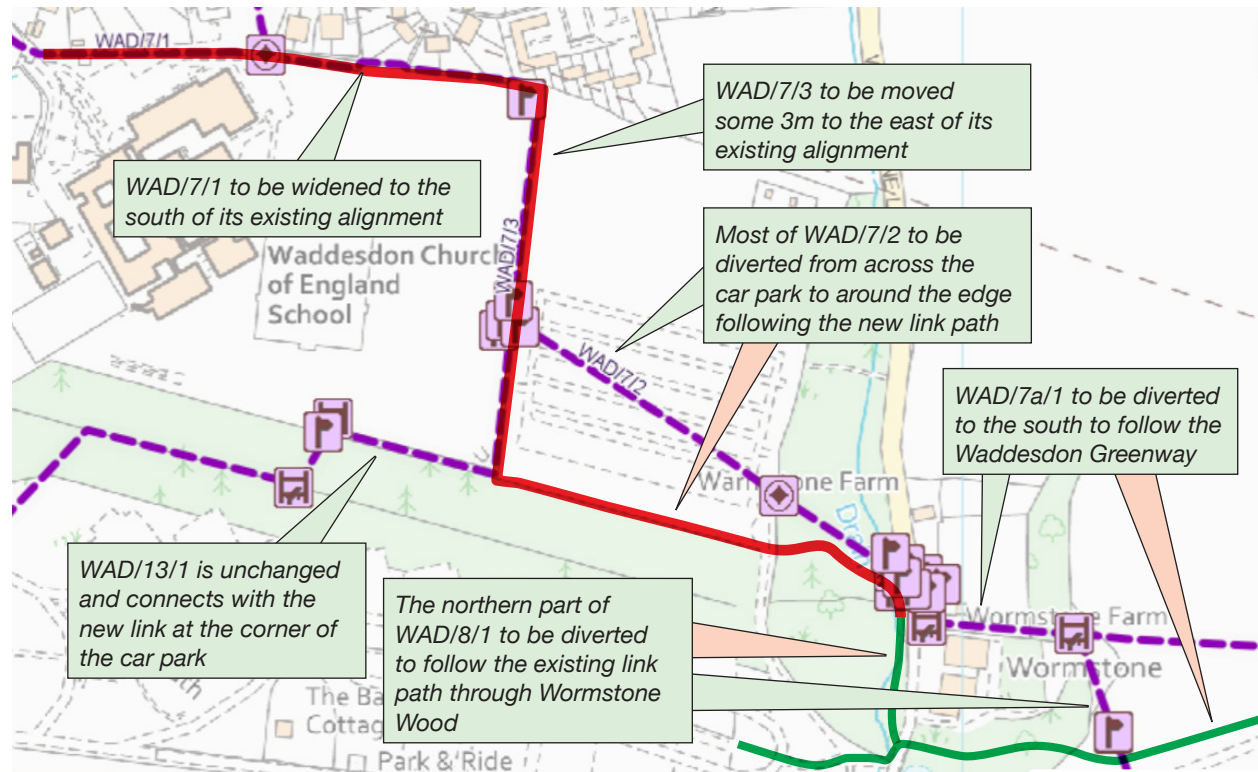 WAD/7/1
WAD/7/3 to be moved
some 3m to the east of its
existing alignment
WAD/7/1 to be widened to the
south of its existing alignment
WAD/7/3
Waddesdon Church
of England
School
Most of WAD/7/2 to be
diverted from across the
car park to around the edge
following the new link path
WAD/7/2
WAD/7a/1 to be diverted
to the south to follow the
Waddesdon Greenway
Farm
WAD/13/1 is unchanged
and connects with the
new link at the corner of
the car park
The northern part of
WAD/8/1 to be diverted
to follow the existing link
path through Wormstone
Wood
Wormstone Farm
Wormstone
The Ba
Cottag
Park & Ride